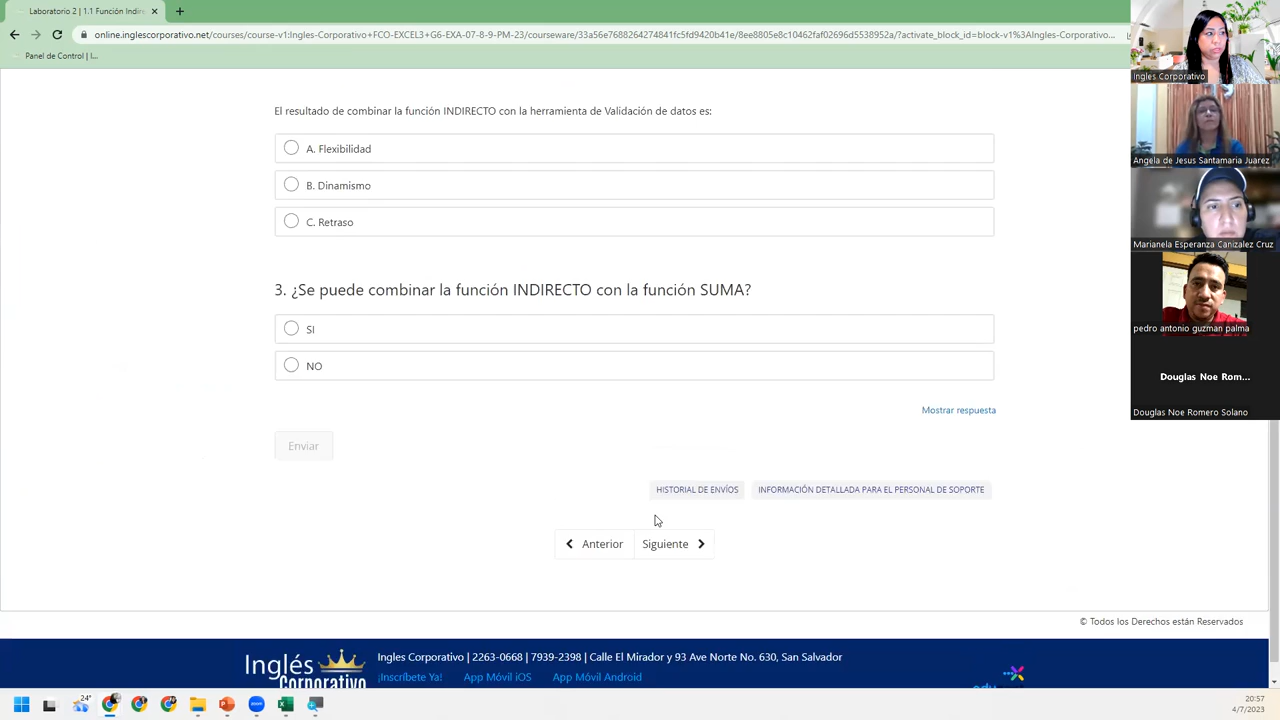 Laboratorio 2 | 1.1 Función Indire
online.inglescorporativo.net/courses/course-v1:Ingles-Corporativo+FCO-EXCEL3+G6-EXA-07-8-9-PM-23/courseware/33a56e7688264274841fc5fd9420b41e/8ee8805e8c10462faf02696d5538952a/?activate_block_id=block-v1%3AIngles-Corporativo...
Panel de Control | I...
El resultado de combinar la función INDIRECTO con la herramienta de Validación de datos es:
A. Flexibilidad
B. Dinamismo
C. Retraso
3. ¿Se puede combinar la función INDIRECTO con la función SUMA?
SI
NO
Mostrar respuesta
Enviar
HISTORIAL DE ENVÍOS INFORMACIÓN DETALLADA PARA EL PERSONAL DE SOPORTE
Anterior Siguiente
© Todos los Derechos están Reservados
Inglés Corporativo
Ingles Corporativo | 2263-0668 | 7939-2398 | Calle El Mirador y 93 Ave Norte No. 630, San Salvador
¡Inscríbete Ya! App Móvil iOS App Móvil Android
edu
Ingles Corporativo
Angela de Jesus Santamaria Juarez
Marianela Esperanza Canizalez Cruz
pedro antonio guzman palma
Douglas Noe Rom...
Douglas Noe Romero Solano
24°
zoom
20:57
4/7/2023